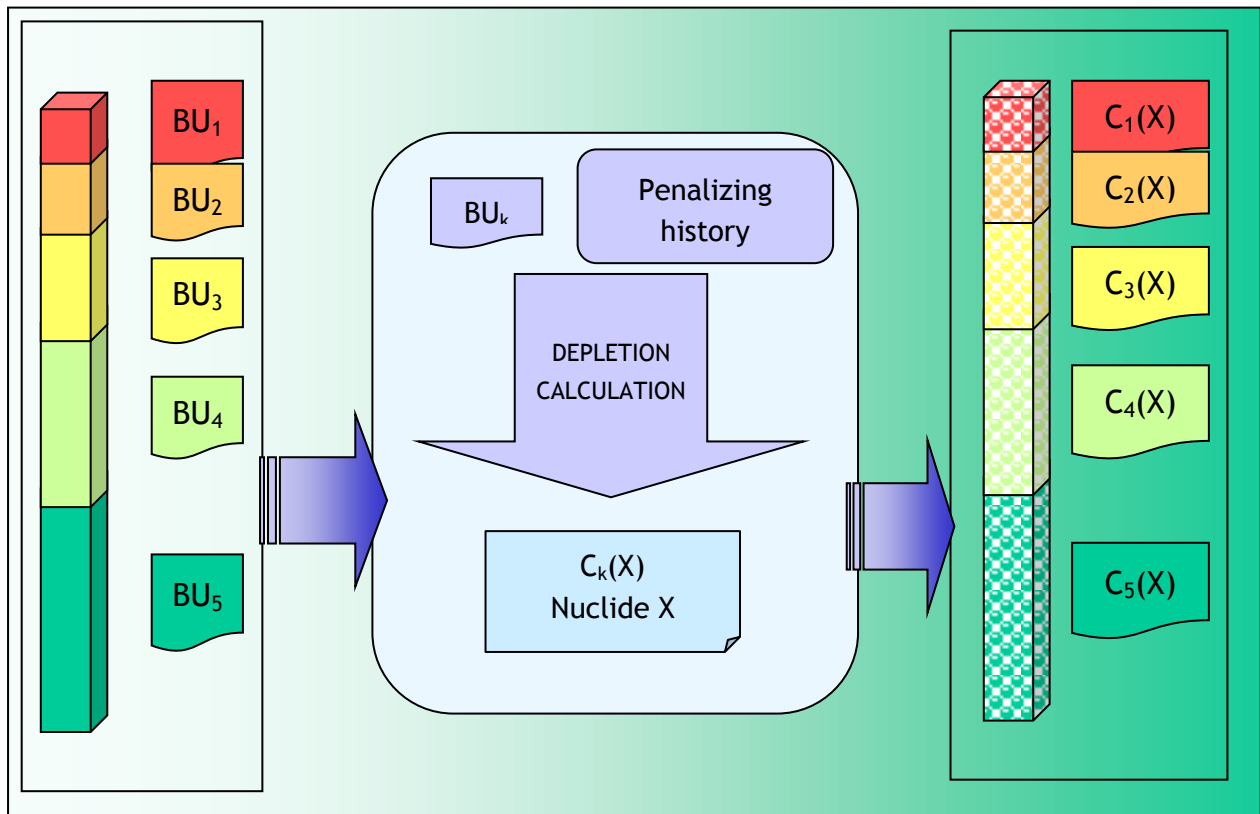 BU₁
BU₂
BU₃
BU₄
BU₅
BUₖ
Penalizing
history
DEPLETION
CALCULATION
Cₖ(X)
Nuclide X
C₁(X)
C₂(X)
C₃(X)
C₄(X)
C₅(X)